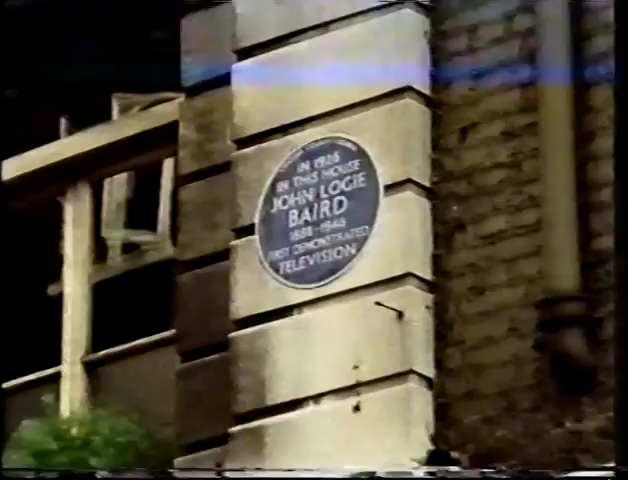 IN 1926
IN THIS HOUSE
JOHN LOGIE
BAIRD
1888-1946
FIRST DEMONSTRATED
TELEVISION